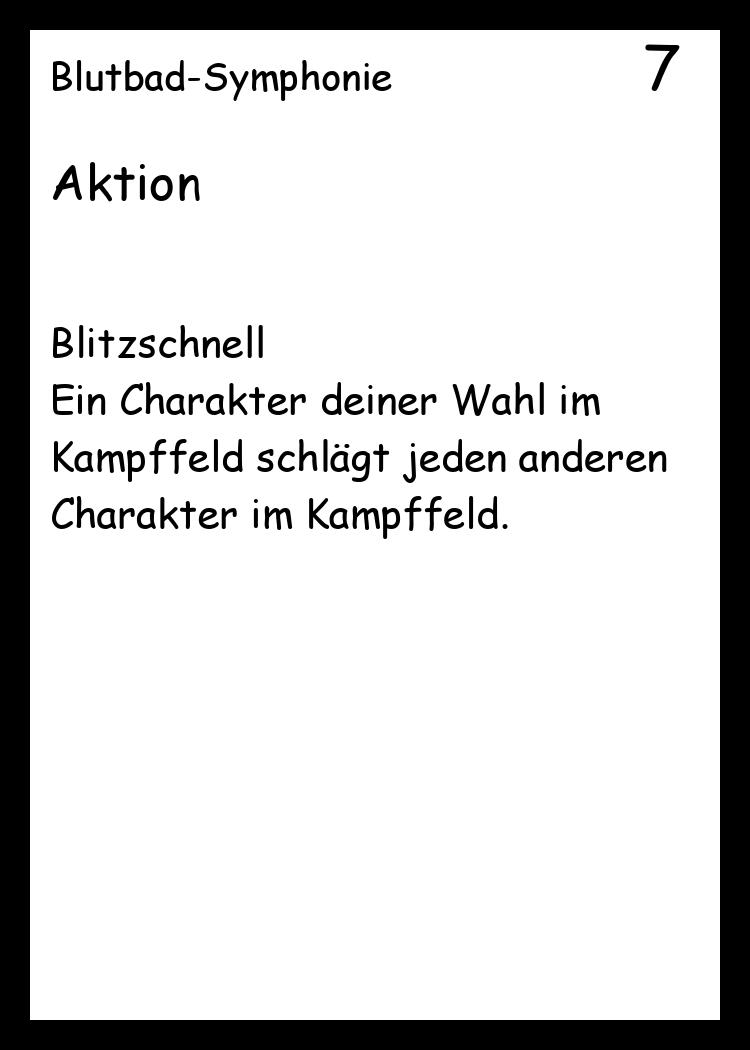 Blutbad-Symphonie 7
Aktion
Blitzschnell
Ein Charakter deiner Wahl im
Kampffeld schlägt jeden anderen
Charakter im Kampffeld.